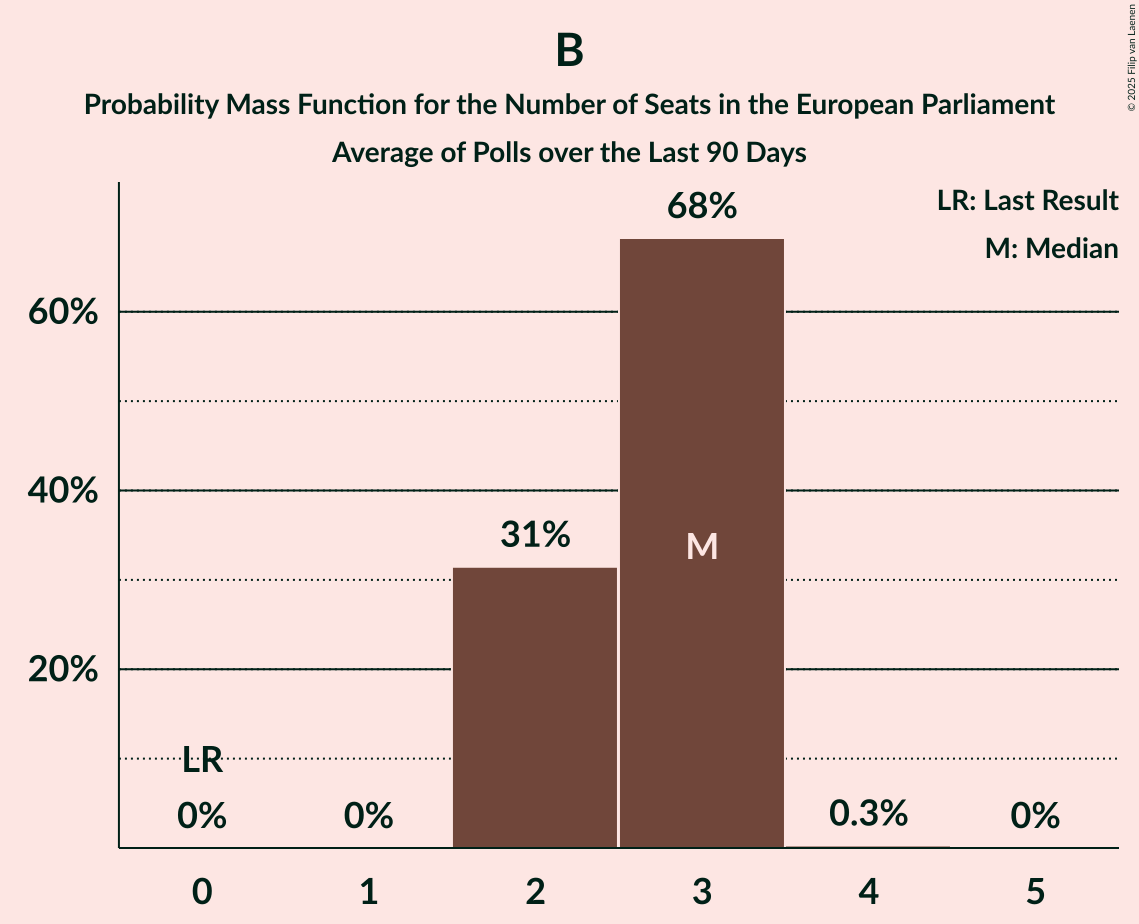 B
Probability Mass Function for the Number of Seats in the European Parliament
Average of Polls over the Last 90 Days
© 2025 Filip van Laenen
LR: Last Result
M: Median
68%
60%
40%
31%
M
20%
LR
0%
0%
0.3%
0%
0
1
2
3
4
5